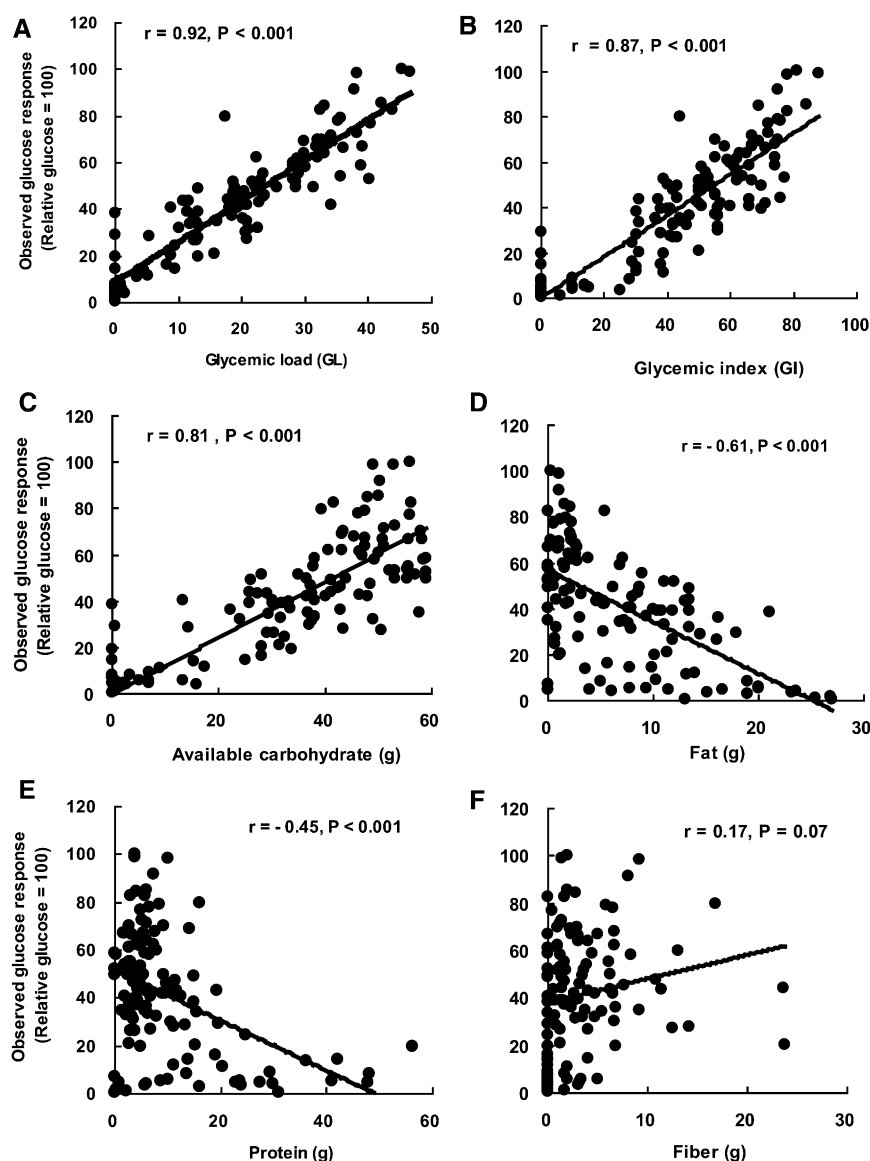 A
r = 0.92, P < 0.001
Observed glucose response
(Relative glucose = 100)
120
100
80
60
40
20
0
0 10 20 30 40 50
Glycemic load (GL)
B
r = 0.87, P < 0.001
120
100
80
60
40
20
0
0 20 40 60 80 100
Glycemic index (GI)
C
r = 0.81 , P < 0.001
Observed glucose response
(Relative glucose = 100)
120
100
80
60
40
20
0
0 20 40 60
Available carbohydrate (g)
D
r = - 0.61, P < 0.001
120
100
80
60
40
20
0
0 10 20 30
Fat (g)
E
r = - 0.45, P < 0.001
Observed glucose response
(Relative glucose = 100)
120
100
80
60
40
20
0
0 20 40 60
Protein (g)
F
r = 0.17, P = 0.07
120
100
80
60
40
20
0
0 10 20 30
Fiber (g)